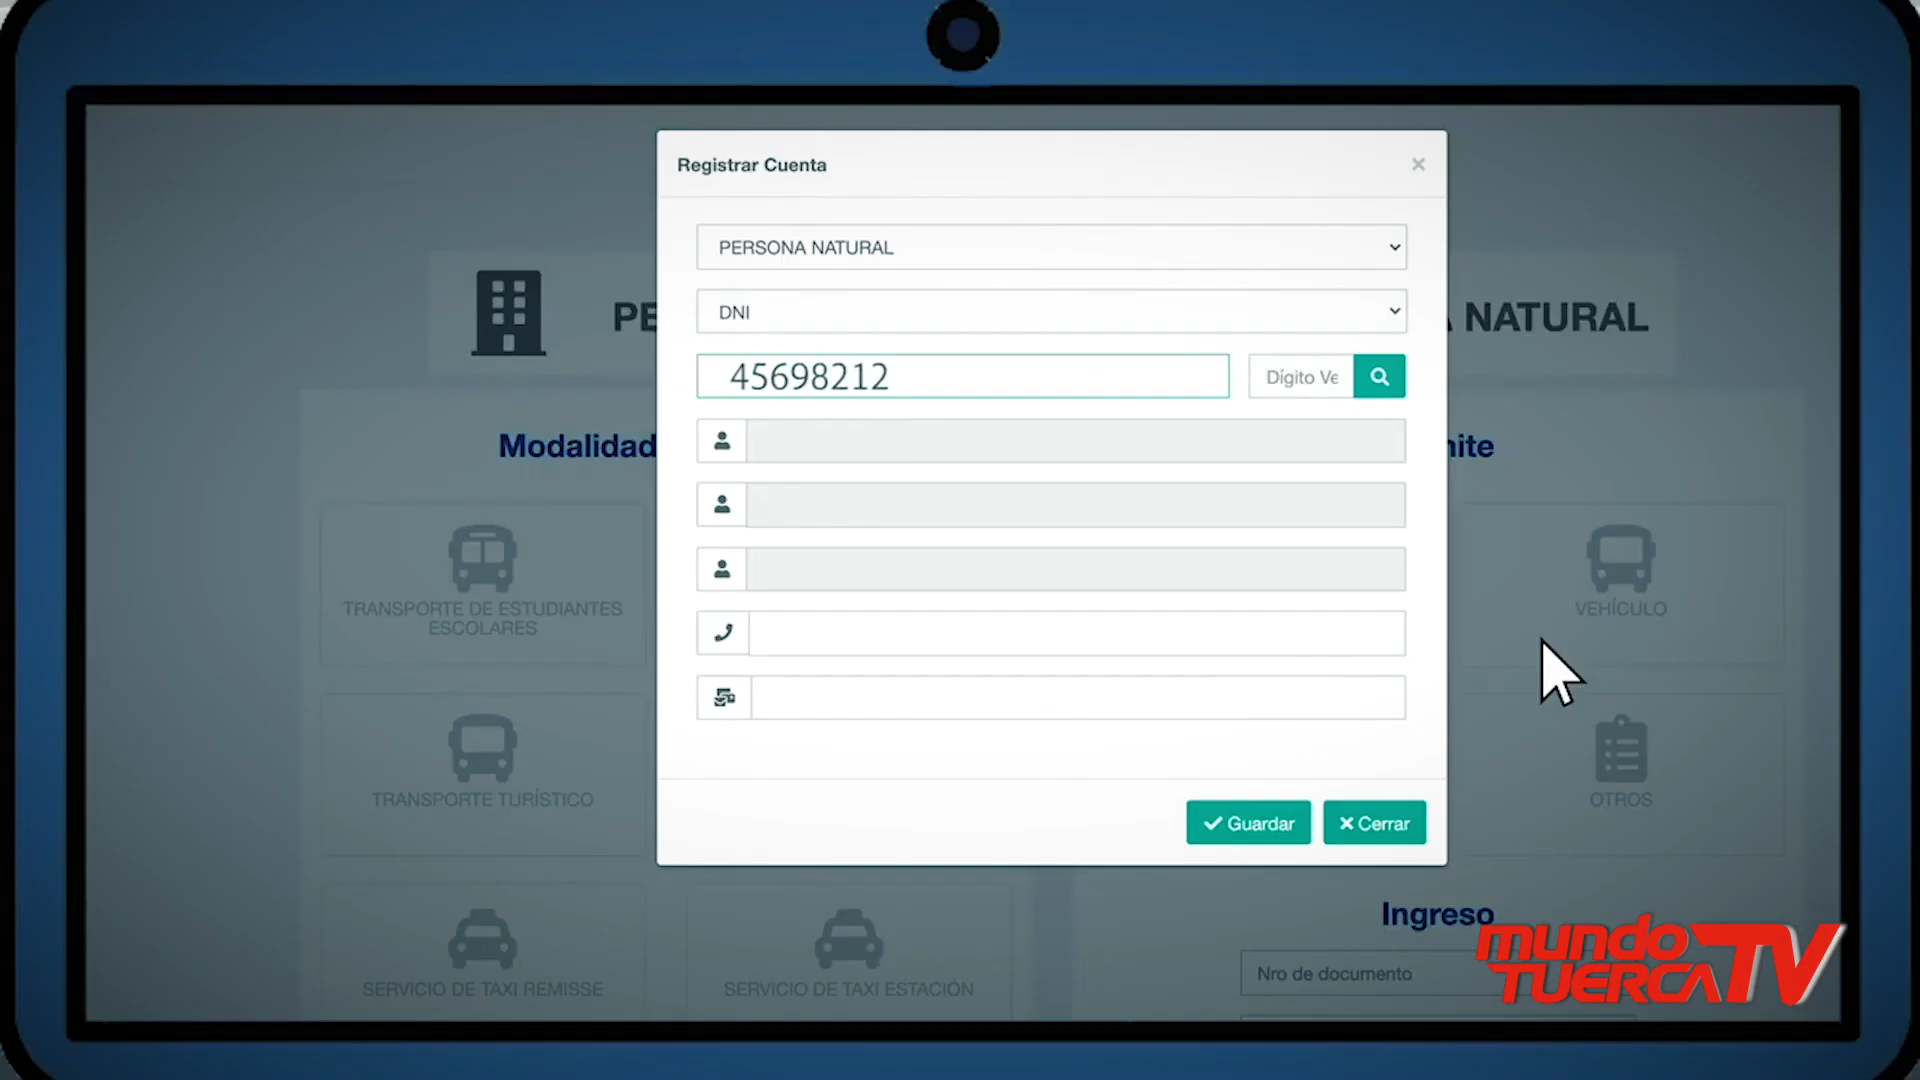 Registrar Cuenta
×
PERSONA NATURAL
DNI
45698212
Dígito Ve
Guardar
Cerrar
PE
NATURAL
Modalidad
TRANSPORTE DE ESTUDIANTES
ESCOLARES
VEHÍCULO
TRANSPORTE TURÍSTICO
OTROS
SERVICIO DE TAXI REMISSE
SERVICIO DE TAXI ESTACIÓN
Ingreso
Nro de documento
mundo
TUERCA TV